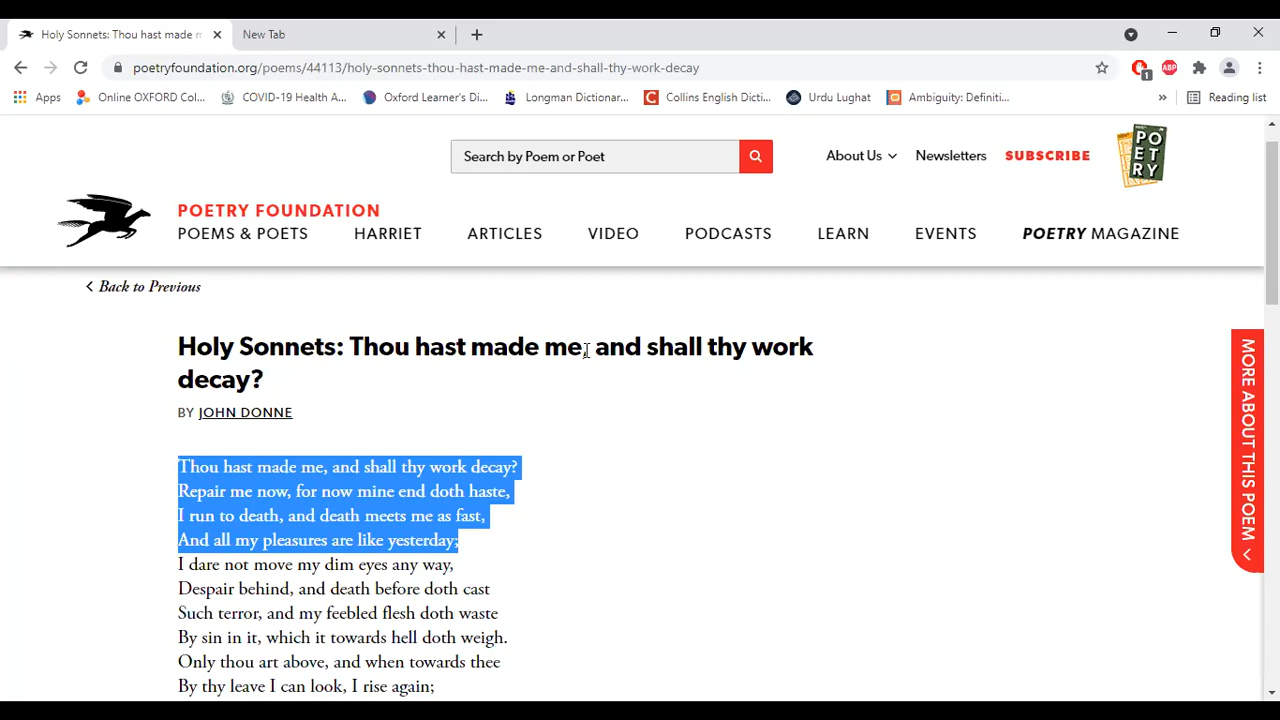 Holy Sonnets: Thou hast made m
New Tab
poetryfoundation.org/poems/44113/holy-sonnets-thou-hast-made-me-and-shall-thy-work-decay
1
ABP
Apps
Online OXFORD Col...
COVID-19 Health A...
Oxford Learner's Di...
Longman Dictionar...
Collins English Dicti...
Urdu Lughat
Ambiguity: Definiti...
»
Reading list
Search by Poem or Poet
About Us
Newsletters
SUBSCRIBE
PO
E
T
RY
POETRY FOUNDATION
POEMS & POETS
HARRIET
ARTICLES
VIDEO
PODCASTS
LEARN
EVENTS
POETRY MAGAZINE
Back to Previous
Holy Sonnets: Thou hast made me, and shall thy work
decay?
BY JOHN DONNE
Thou hast made me, and shall thy work decay?
Repair me now, for now mine end doth haste,
I run to death, and death meets me as fast,
And all my pleasures are like yesterday;
I dare not move my dim eyes any way,
Despair behind, and death before doth cast
Such terror, and my feebled flesh doth waste
By sin in it, which it towards hell doth weigh.
Only thou art above, and when towards thee
By thy leave I can look, I rise again;
MORE ABOUT THIS POEM